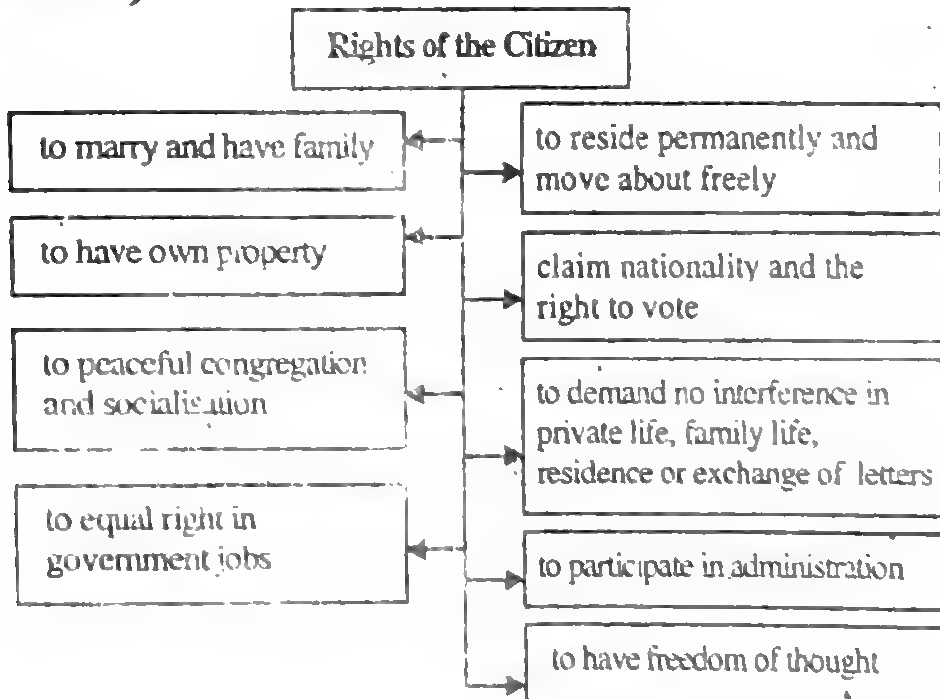 Rights of the Citizen
to marry and have family
to reside permanently and
move about freely
to have own property
claim nationality and the
right to vote
to peaceful congregation
and socialisation
to demand no interference in
private life, family life,
residence or exchange of letters
to equal right in
government jobs
to participate in administration
to have freedom of thought